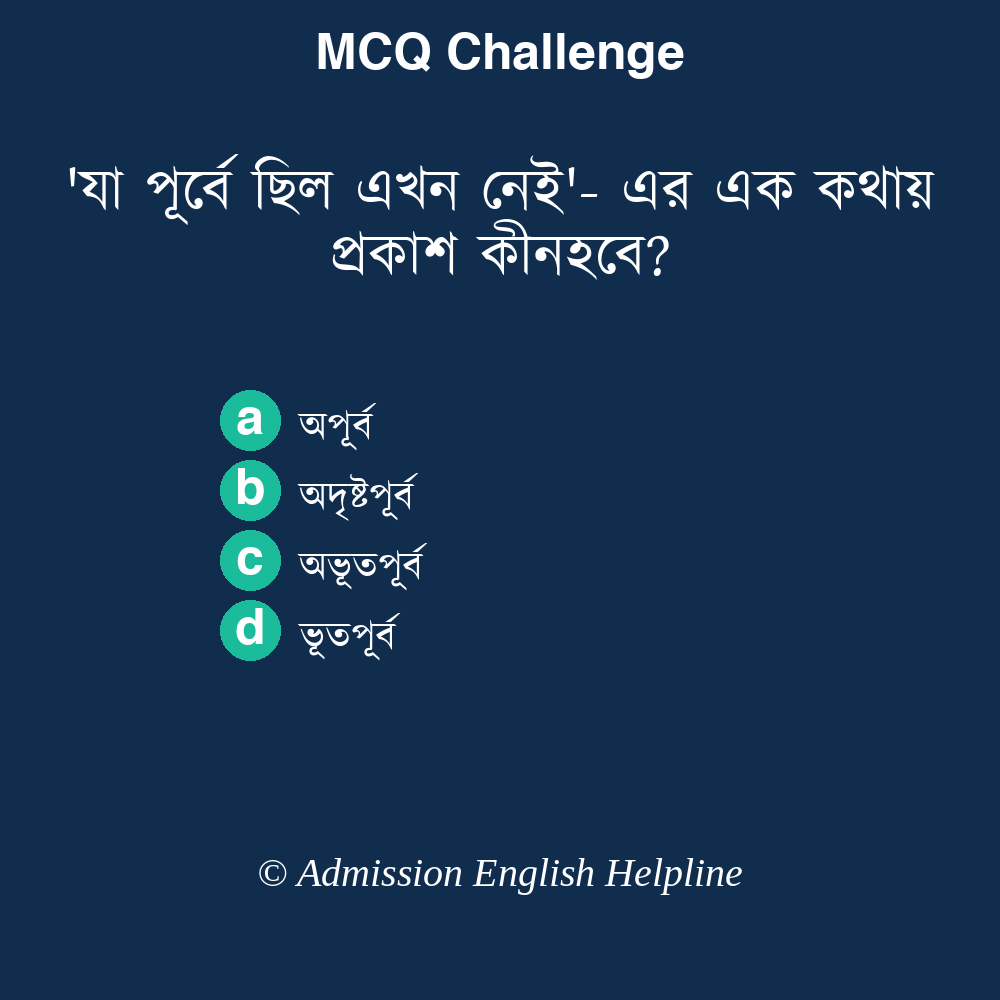 MCQ Challenge
'যা পূর্বে ছিল এখন নেই'- এর এক কথায়
প্রকাশ কীনহবে?
a অপূর্ব
b অদৃষ্টপূর্ব
c অভূতপূর্ব
d ভূতপূর্ব
© Admission English Helpline